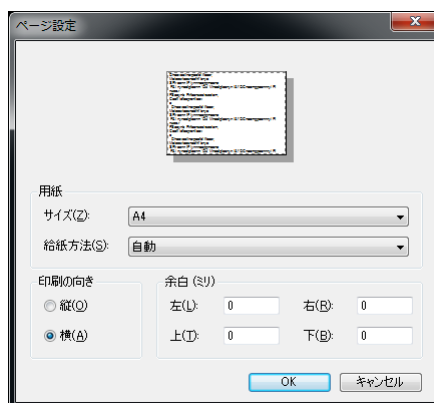 ページ設定
用紙
サイズ(Z): A4
給紙方法(S): 自動
印刷の向き
縦(O)
横(A)
余白 (ミリ)
左(L): 0 右(R): 0
上(T): 0 下(B): 0
OK キャンセル